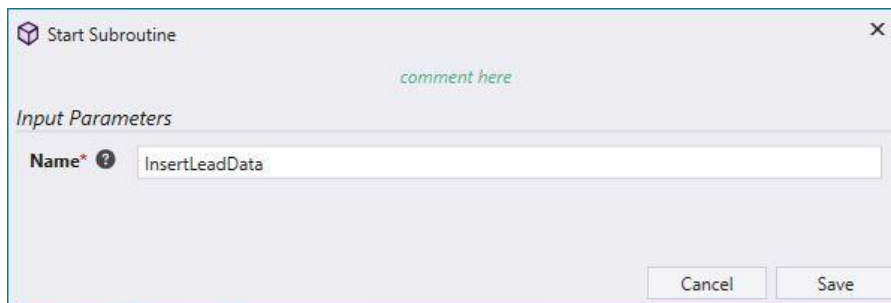 Start Subroutine
comment here
Input Parameters
Name* InsertLeadData
Cancel Save